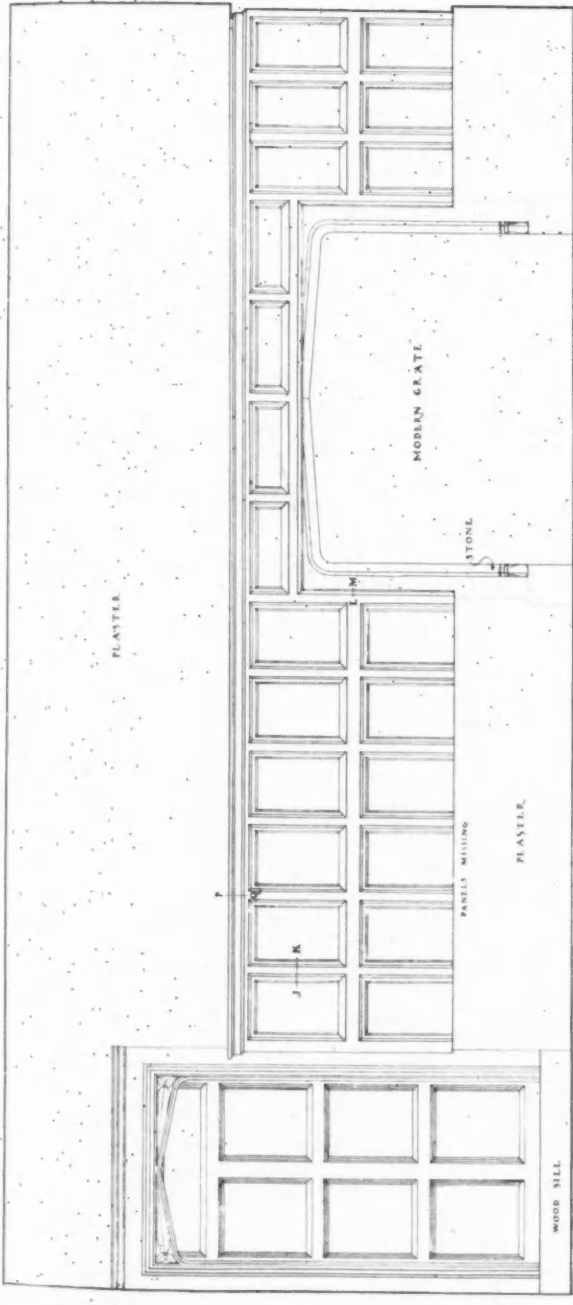 PLASTER
P
Q
J K
L M
MODERN GRATE
STONE
PANELS MISSING
PLASTER
WOOD SILL